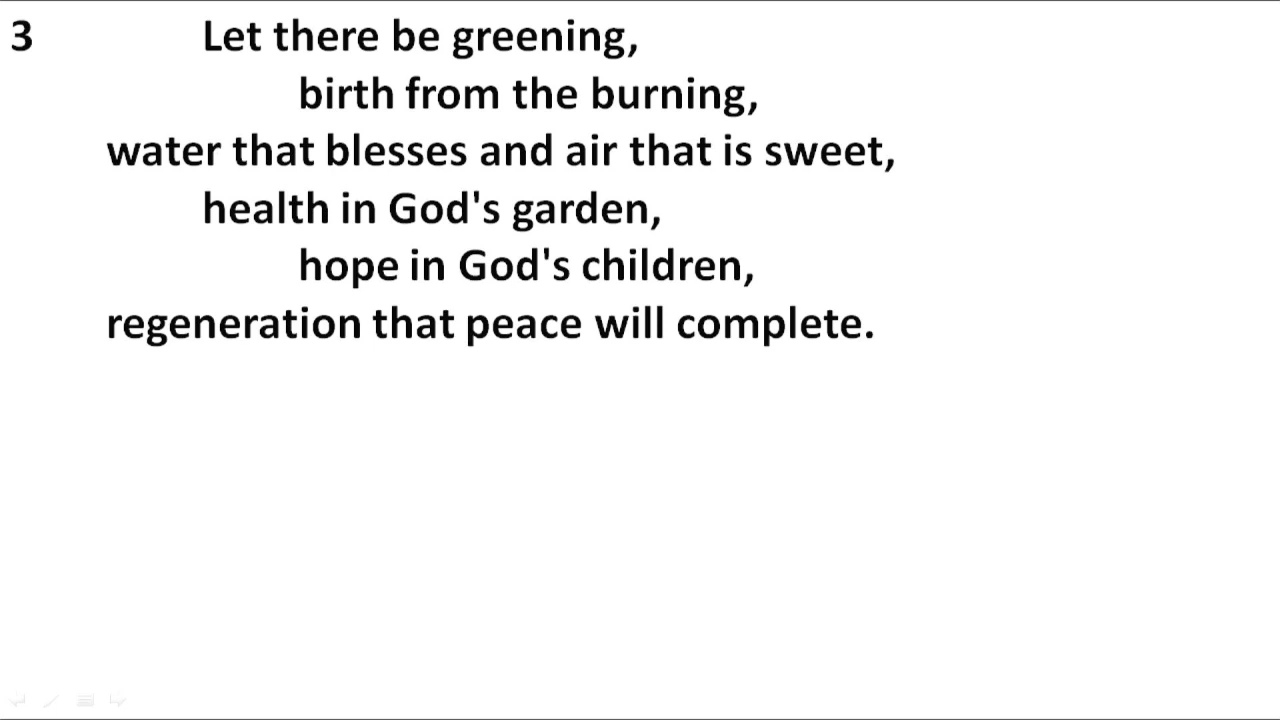 3 Let there be greening,
birth from the burning,
water that blesses and air that is sweet,
health in God's garden,
hope in God's children,
regeneration that peace will complete.